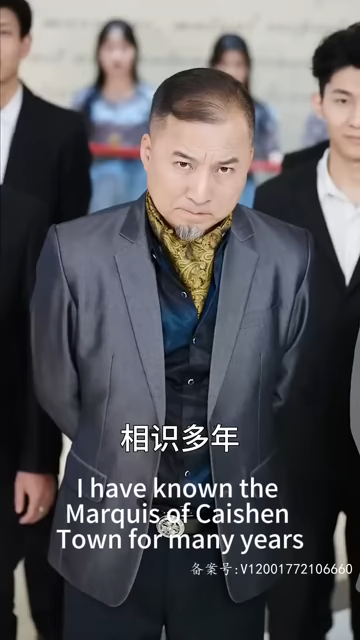 相识多年
I have known the
Marquis of Caishen
Town for many years
备案号:V12001772106660